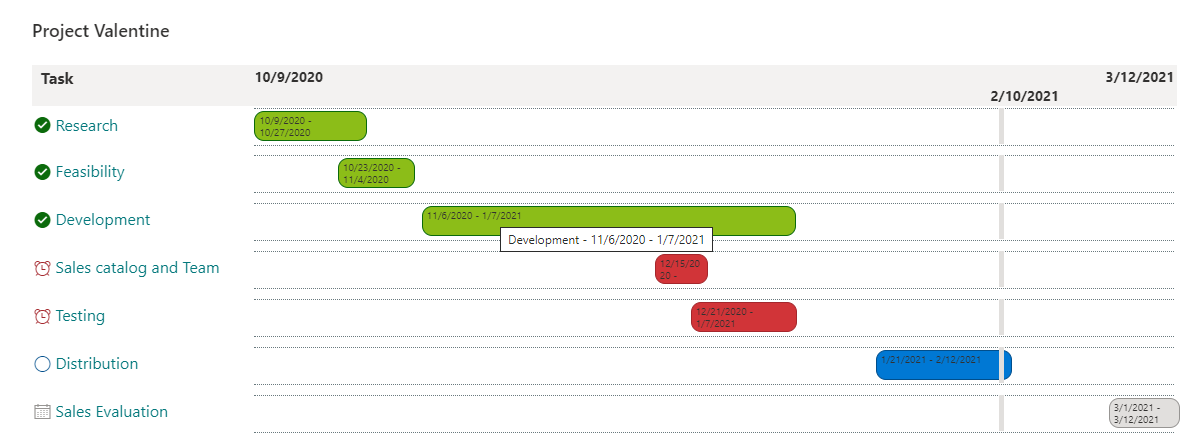 Project Valentine
Task
10/9/2020
3/12/2021
2/10/2021
Research
10/9/2020 -
10/27/2020
Feasibility
10/23/2020 -
11/4/2020
Development
11/6/2020 - 1/7/2021
Development - 11/6/2020 - 1/7/2021
Sales catalog and Team
12/15/20
20 -
Testing
12/21/2020 -
1/7/2021
Distribution
1/21/2021 - 2/12/2021
Sales Evaluation
3/1/2021 -
3/12/2021